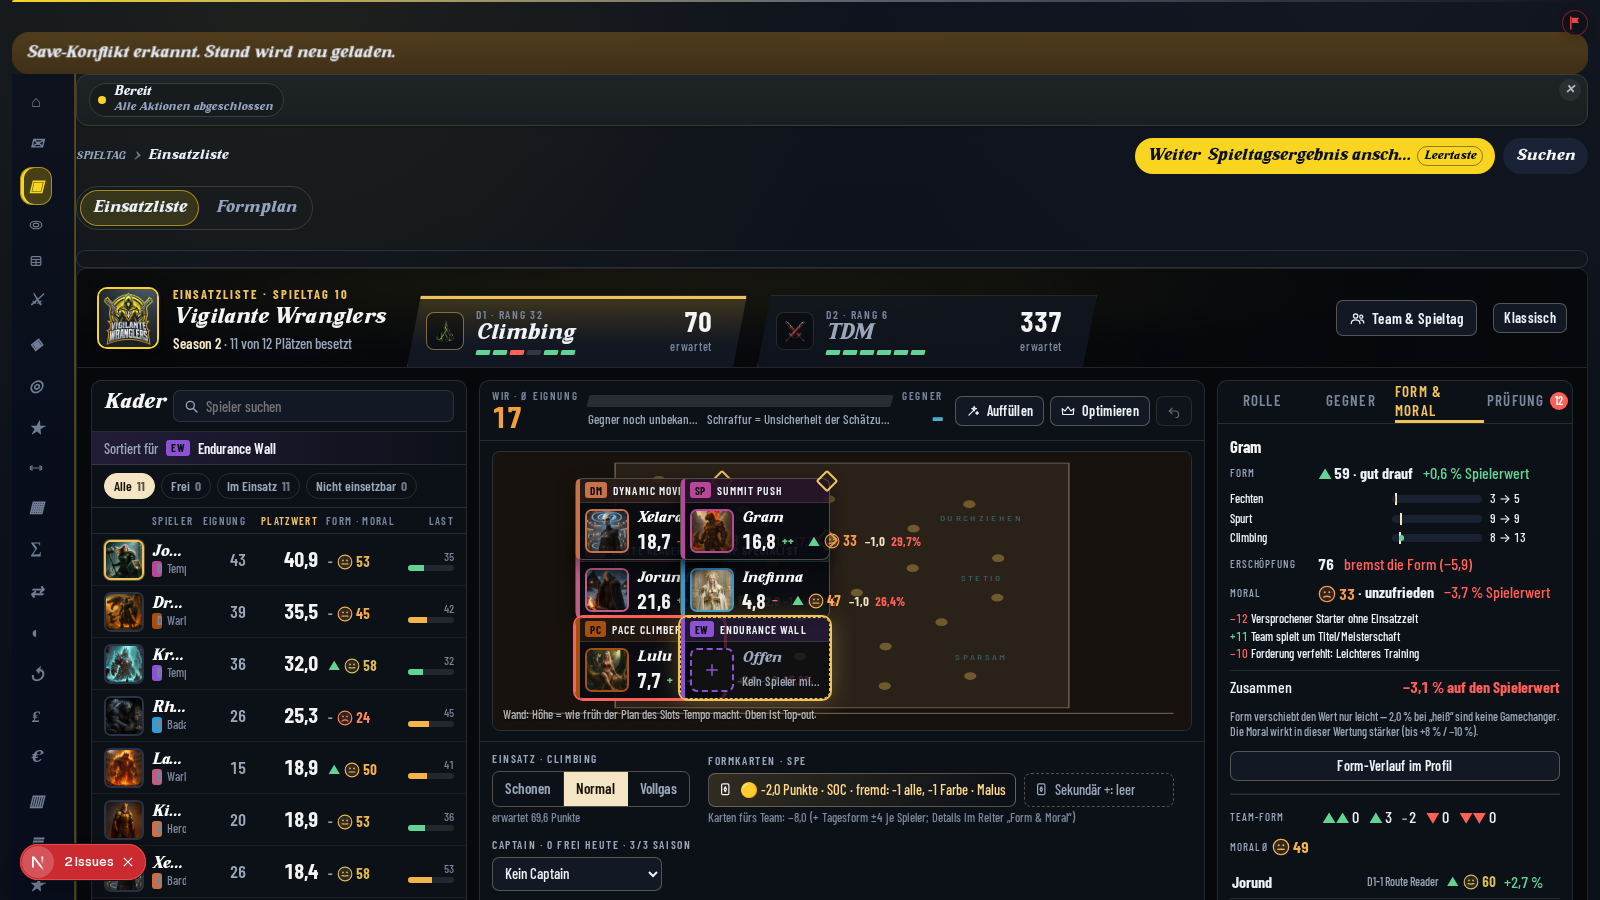 Save-Konflikt erkannt. Stand wird neu geladen.
Bereit
Alle Aktionen abgeschlossen
SPIELTAG › Einsatzliste
Weiter Spieltagsergebnis ansch... Leertaste
Suchen
Einsatzliste Formplan
EINSATZLISTE · SPIELTAG 10
Vigilante Wranglers
Season 2 · 11 von 12 Plätzen besetzt
D1 · RANG 32
Climbing
70
erwartet
D2 · RANG 6
TDM
337
erwartet
Team & Spieltag
Klassisch
Kader
Spieler suchen
Sortiert für EW Endurance Wall
Alle 11 Frei 0 Im Einsatz 11 Nicht einsetzbar 0
SPIELER EIGNUNG PLATZWERT FORM · MORAL LAST
Jo... 43 40,9 - 53 35
Dr... 39 35,5 - 45 42
Kr... 36 32,0 58 32
Rh... 26 25,3 - 24 45
La... 15 18,9 50 41
Ki... 20 18,9 - 53 36
Xe... 26 18,4 - 58 53
WIR · Ø EIGNUNG
17
GEGNER
–
Gegner noch unbekan... Schraffur = Unsicherheit der Schätzu...
Auffüllen
Optimieren
DM DYNAMIC MOV
SP SUMMIT PUSH
Xelara
18,7
Gram
16,8 ++ 33 -1,0 29,7%
Jorun
21,6
Inefinna
4,8 - 47 -1,0 26,4%
PC PACE CLIMBER
Lulu
7,7 +
EW ENDURANCE WALL
Offen
Kein Spieler mi...
DURCHZIEHEN
STETIG
SPARSAM
Wand: Höhe = wie früh der Plan des Slots Tempo macht. Oben ist Top-out.
EINSATZ · CLIMBING
Schonen Normal Vollgas
erwartet 69,6 Punkte
FORMKARTEN · SPE
-2,0 Punkte · SOC · fremd: -1 alle, -1 Farbe · Malus
Sekundär +: leer
Karten fürs Team: −8,0 (+ Tagesform ±4 je Spieler; Details im Reiter „Form & Moral")
CAPTAIN · 0 FREI HEUTE · 3/3 SAISON
Kein Captain
ROLLE
GEGNER
FORM & MORAL
PRÜFUNG 12
Gram
FORM 59 · gut drauf +0,6 % Spielerwert
Fechten 3 → 5
Spurt 9 → 9
Climbing 8 → 13
ERSCHÖPFUNG 76 bremst die Form (−5,9)
MORAL 33 · unzufrieden −3,7 % Spielerwert
−12 Versprochener Starter ohne Einsatzzeit
+11 Team spielt um Titel/Meisterschaft
−10 Forderung verfehlt: Leichteres Training
Zusammen −3,1 % auf den Spielerwert
Form verschiebt den Wert nur leicht – 2,0 % bei „heiß" sind keine Gamechanger.
Die Moral wirkt in dieser Wertung stärker (bis +8 % / −10 %).
Form-Verlauf im Profil
TEAM-FORM 0 3 -2 0 0
MORAL Ø 49
Jorund D1-1 Route Reader 60 +2,7 %
2 Issues